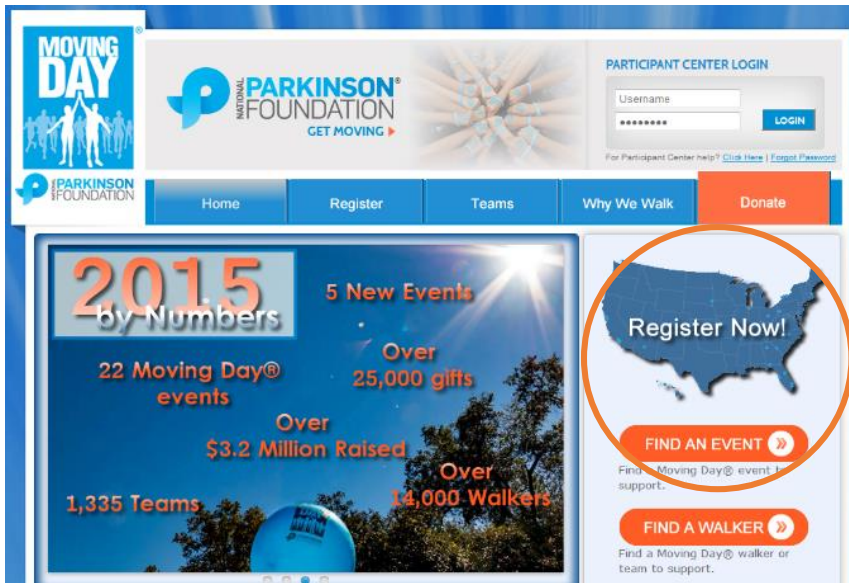 MOVING
DAY
®
NATIONAL
PARKINSON®
FOUNDATION
GET MOVING
PARKINSON
FOUNDATION
PARTICIPANT CENTER LOGIN
Username
LOGIN
For Participant Center help? Click Here | Forgot Password
Home
Register
Teams
Why We Walk
Donate
2015
by Numbers
5 New Events
22 Moving Day®
events
Over
25,000 gifts
Over
$3.2 Million Raised
1,335 Teams
Over
14,000 Walkers
Register Now!
FIND AN EVENT
Find a Moving Day® event to
support.
FIND A WALKER
Find a Moving Day® walker or
team to support.